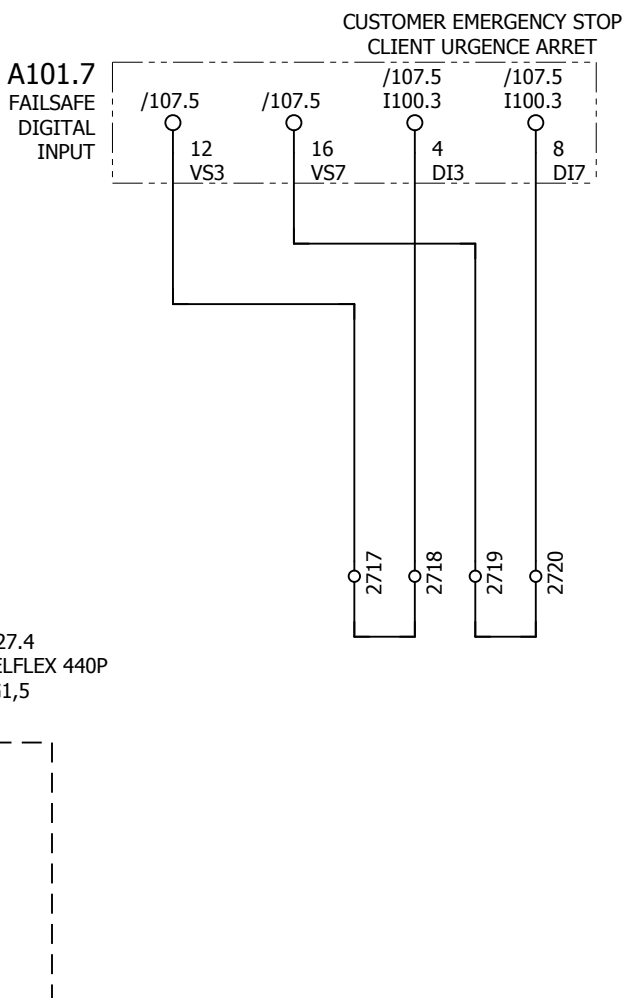 CUSTOMER EMERGENCY STOP
CLIENT URGENCE ARRET
A101.7
FAILSAFE
DIGITAL
INPUT
/107.5
/107.5
/107.5
I100.3
/107.5
I100.3
12
VS3
16
VS7
4
DI3
8
DI7
2717
2718
2719
2720
27.4
ELFLEX 440P
1,5